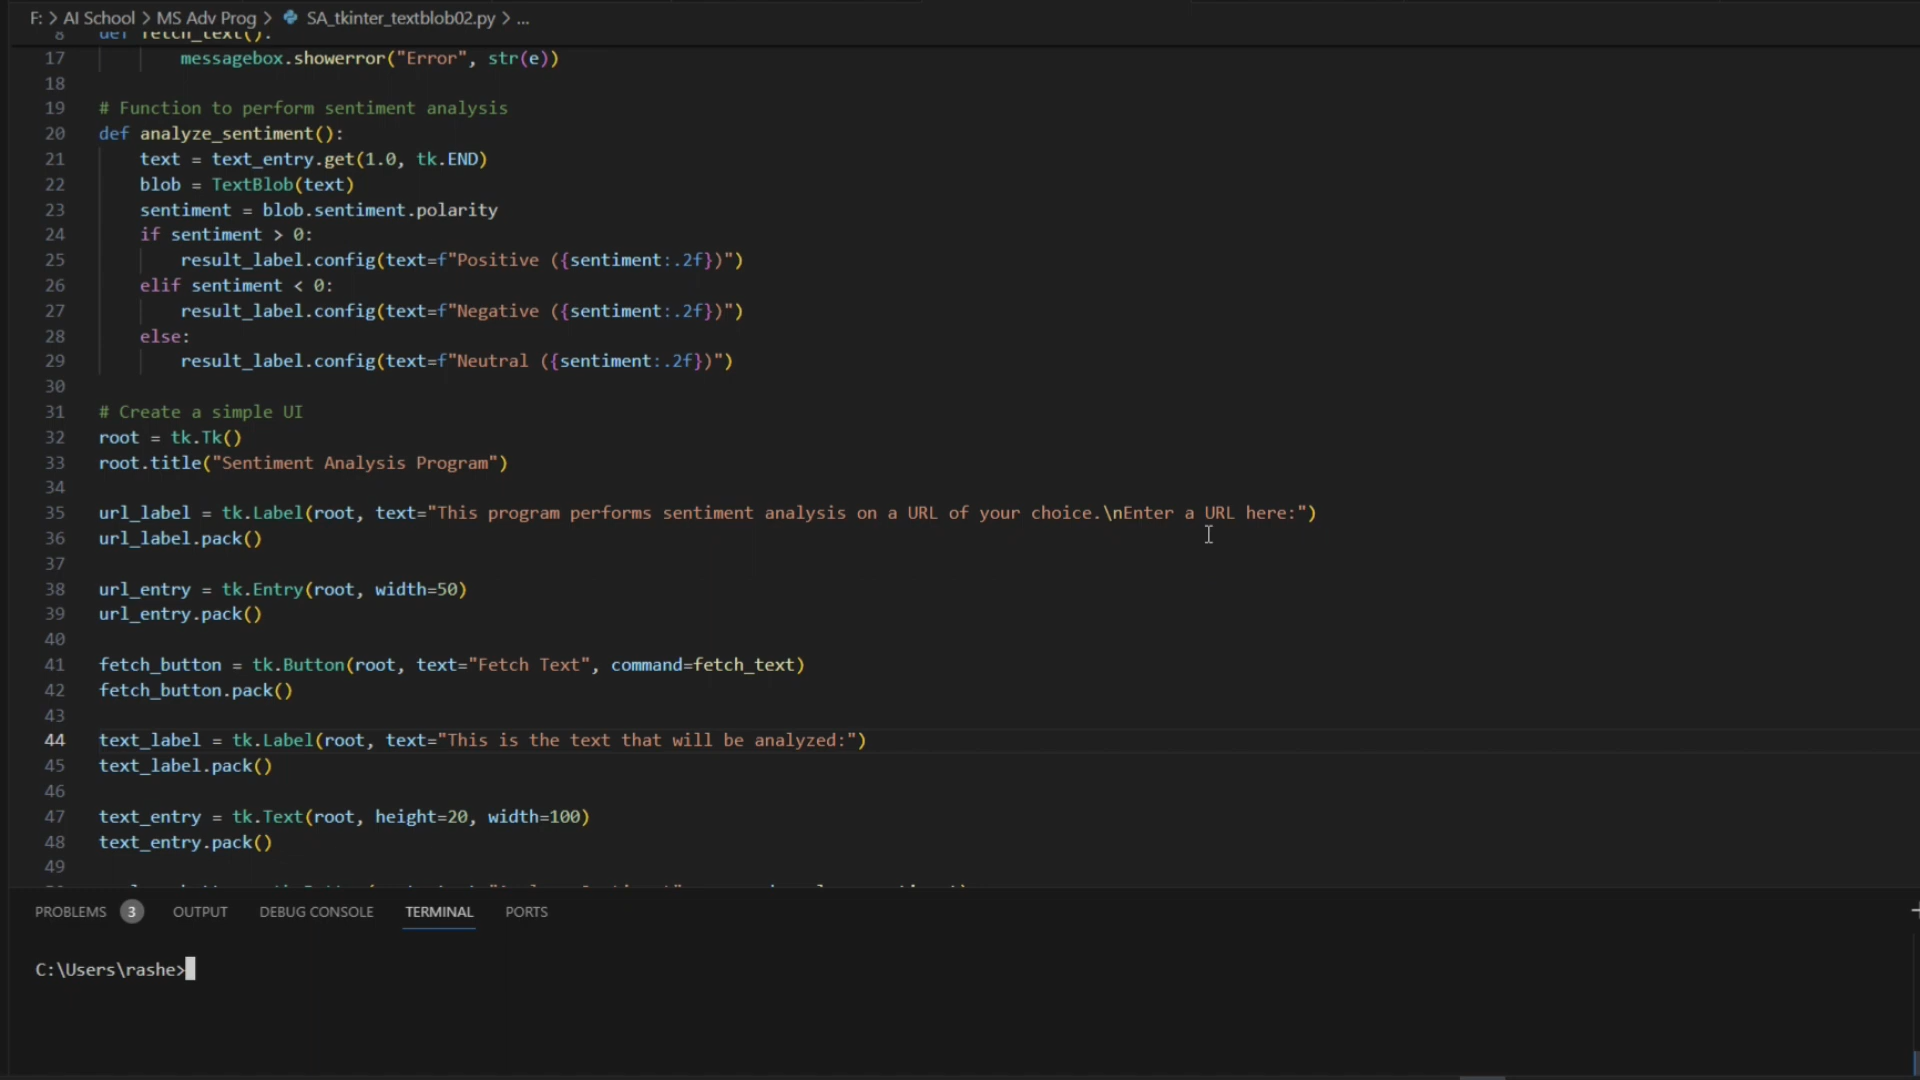 F: > AI School > MS Adv Prog > SA_tkinter_textblob02.py > ...
8 def fetch_text():
17 messagebox.showerror("Error", str(e))
18
19 # Function to perform sentiment analysis
20 def analyze_sentiment():
21 text = text_entry.get(1.0, tk.END)
22 blob = TextBlob(text)
23 sentiment = blob.sentiment.polarity
24 if sentiment > 0:
25 result_label.config(text=f"Positive ({sentiment:.2f})")
26 elif sentiment < 0:
27 result_label.config(text=f"Negative ({sentiment:.2f})")
28 else:
29 result_label.config(text=f"Neutral ({sentiment:.2f})")
30
31 # Create a simple UI
32 root = tk.Tk()
33 root.title("Sentiment Analysis Program")
34
35 url_label = tk.Label(root, text="This program performs sentiment analysis on a URL of your choice.\nEnter a URL here:")
36 url_label.pack()
37
38 url_entry = tk.Entry(root, width=50)
39 url_entry.pack()
40
41 fetch_button = tk.Button(root, text="Fetch Text", command=fetch_text)
42 fetch_button.pack()
43
44 text_label = tk.Label(root, text="This is the text that will be analyzed:")
45 text_label.pack()
46
47 text_entry = tk.Text(root, height=20, width=100)
48 text_entry.pack()
49
PROBLEMS 3 OUTPUT DEBUG CONSOLE TERMINAL PORTS
C:\Users\rashe>